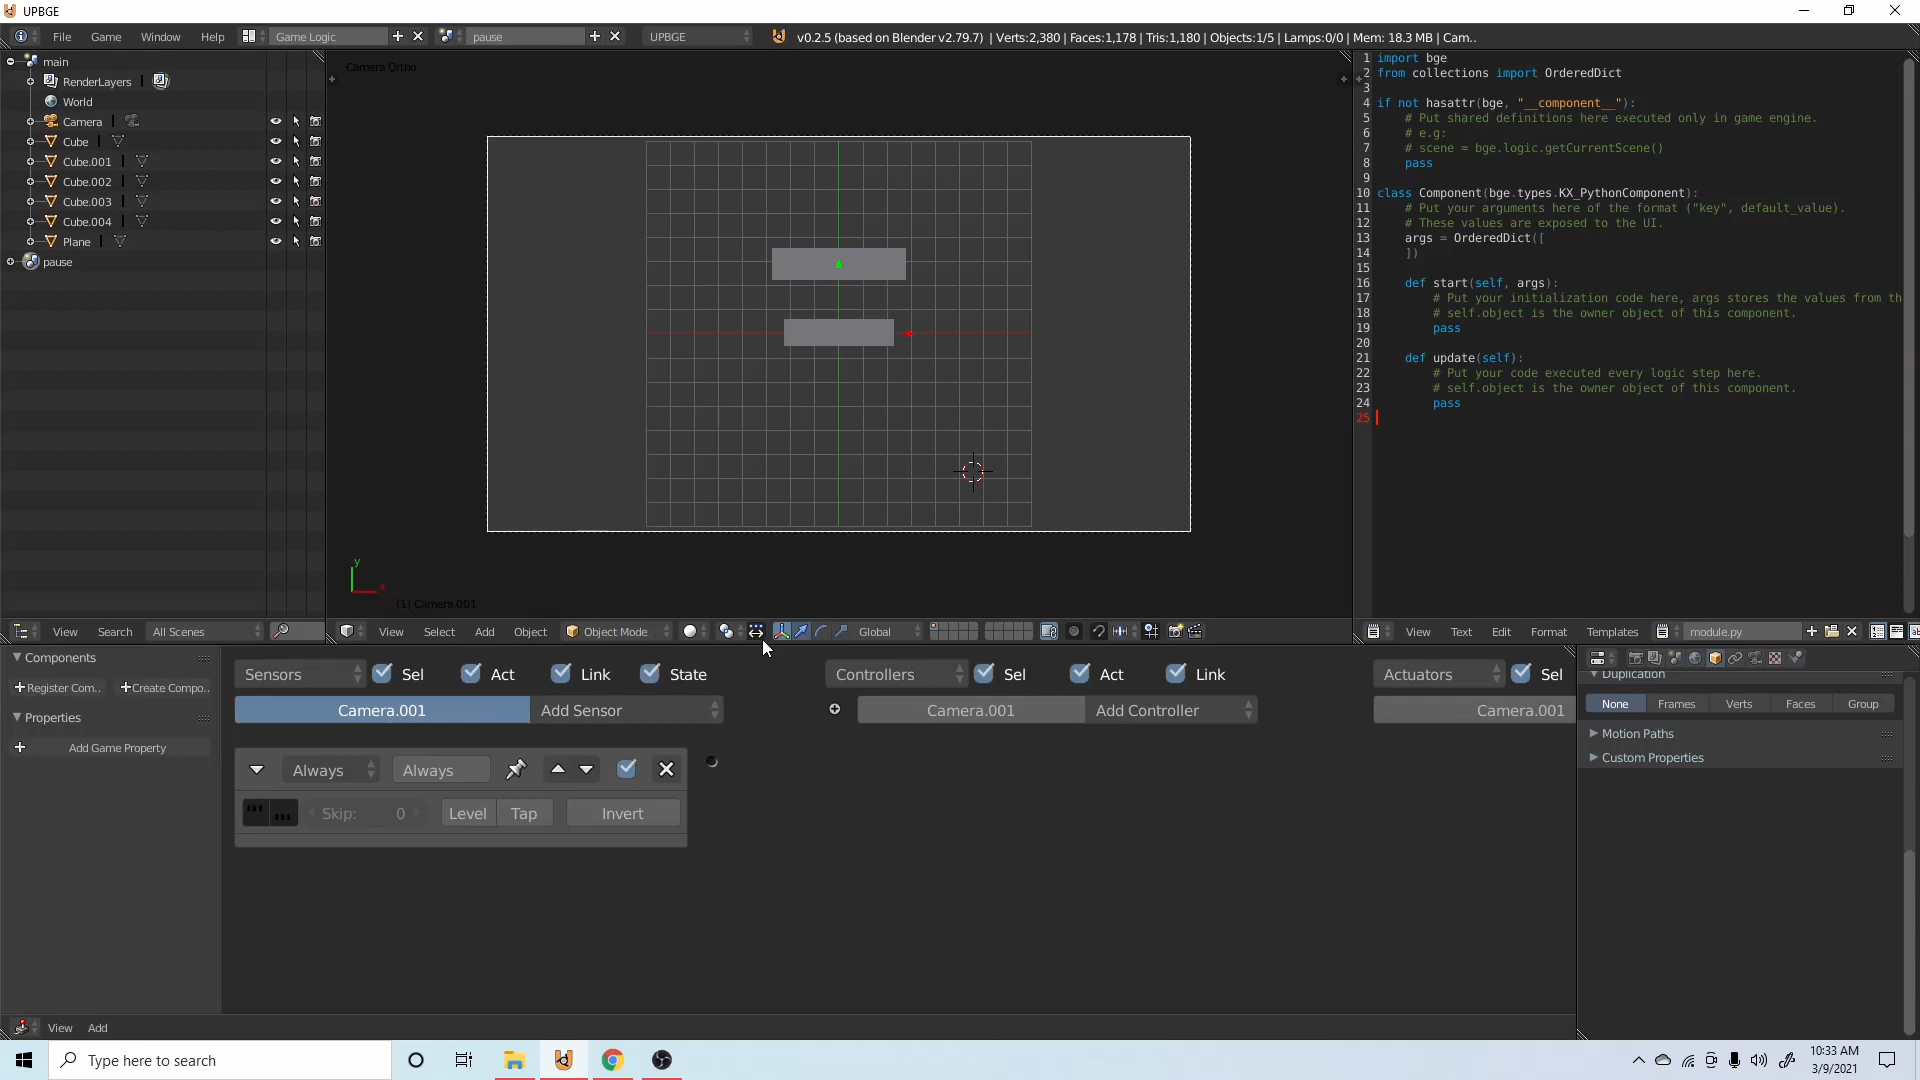 UPBGE
File Game Window Help Game Logic pause UPBGE v0.2.5 (based on Blender v2.79.7) | Verts:2,380 | Faces:1,178 | Tris:1,180 | Objects:1/5 | Lamps:0/0 | Mem: 18.3 MB | Cam..
main
RenderLayers
World
Camera
Cube
Cube.001
Cube.002
Cube.003
Cube.004
Plane
pause
View Search All Scenes
Camera Ortho
y
(1) Camera.001
View Select Add Object Object Mode Global
1 import bge
2 from collections import OrderedDict
3
4 if not hasattr(bge, "__component__"):
5 # Put shared definitions here executed only in game engine.
6 # e.g:
7 # scene = bge.logic.getCurrentScene()
8 pass
9
10 class Component(bge.types.KX_PythonComponent):
11 # Put your arguments here of the format ("key", default_value).
12 # These values are exposed to the UI.
13 args = OrderedDict([
14 ])
15
16 def start(self, args):
17 # Put your initialization code here, args stores the values from th
18 # self.object is the owner object of this component.
19 pass
20
21 def update(self):
22 # Put your code executed every logic step here.
23 # self.object is the owner object of this component.
24 pass
25
View Text Edit Format Templates module.py
Components
Register Com.. Create Compo..
Properties
Add Game Property
Sensors Sel Act Link State Controllers Sel Act Link Actuators Sel
Camera.001 Add Sensor Camera.001 Add Controller Camera.001
Always Always
Skip: 0 Level Tap Invert
Duplication
None Frames Verts Faces Group
Motion Paths
Custom Properties
View Add
Type here to search
10:33 AM
3/9/2021